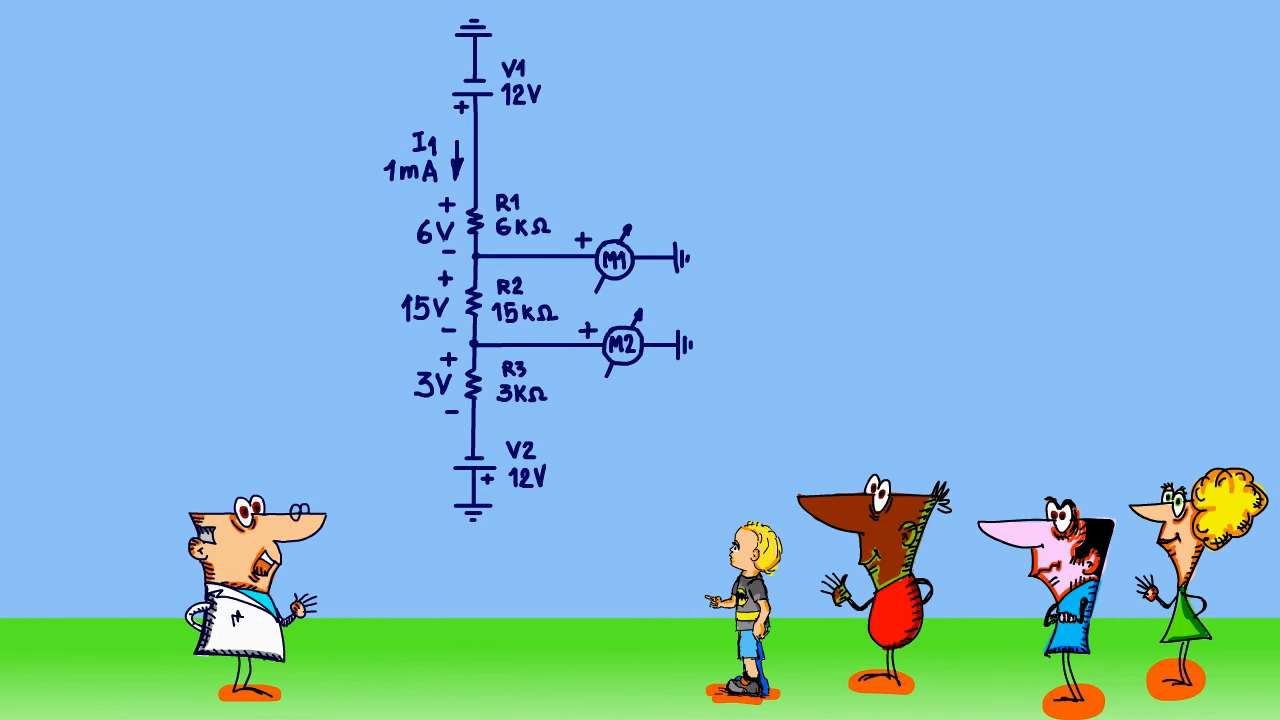 V1
12V
+
I1
1mA
+
6V
-
R1
6KΩ
+
M1
+
15V
-
R2
15KΩ
+
M2
+
3V
-
R3
3KΩ
V2
+ 12V